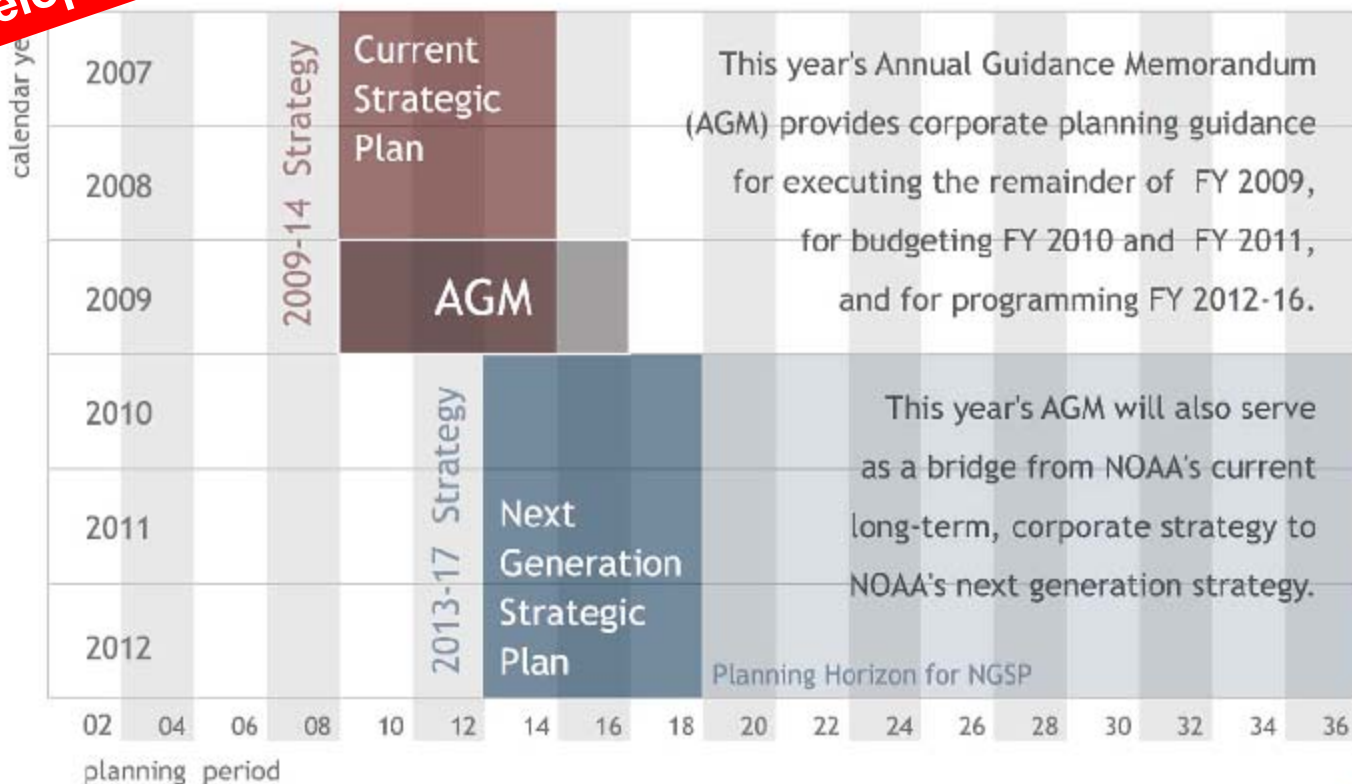 calendar
2007
2008
2009
2010
2011
2012
2009-14 Strategy
Current
Strategic
Plan
AGM
This year's Annual Guidance Memorandum
(AGM) provides corporate planning guidance
for executing the remainder of FY 2009,
for budgeting FY 2010 and FY 2011,
and for programming FY 2012-16.
2013-17 Strategy
Next
Generation
Strategic
Plan
This year's AGM will also serve
as a bridge from NOAA's current
long-term, corporate strategy to
NOAA's next generation strategy.
Planning Horizon for NGSP
02 04 06 08 10 12 14 16 18 20 22 24 26 28 30 32 34 36
planning period